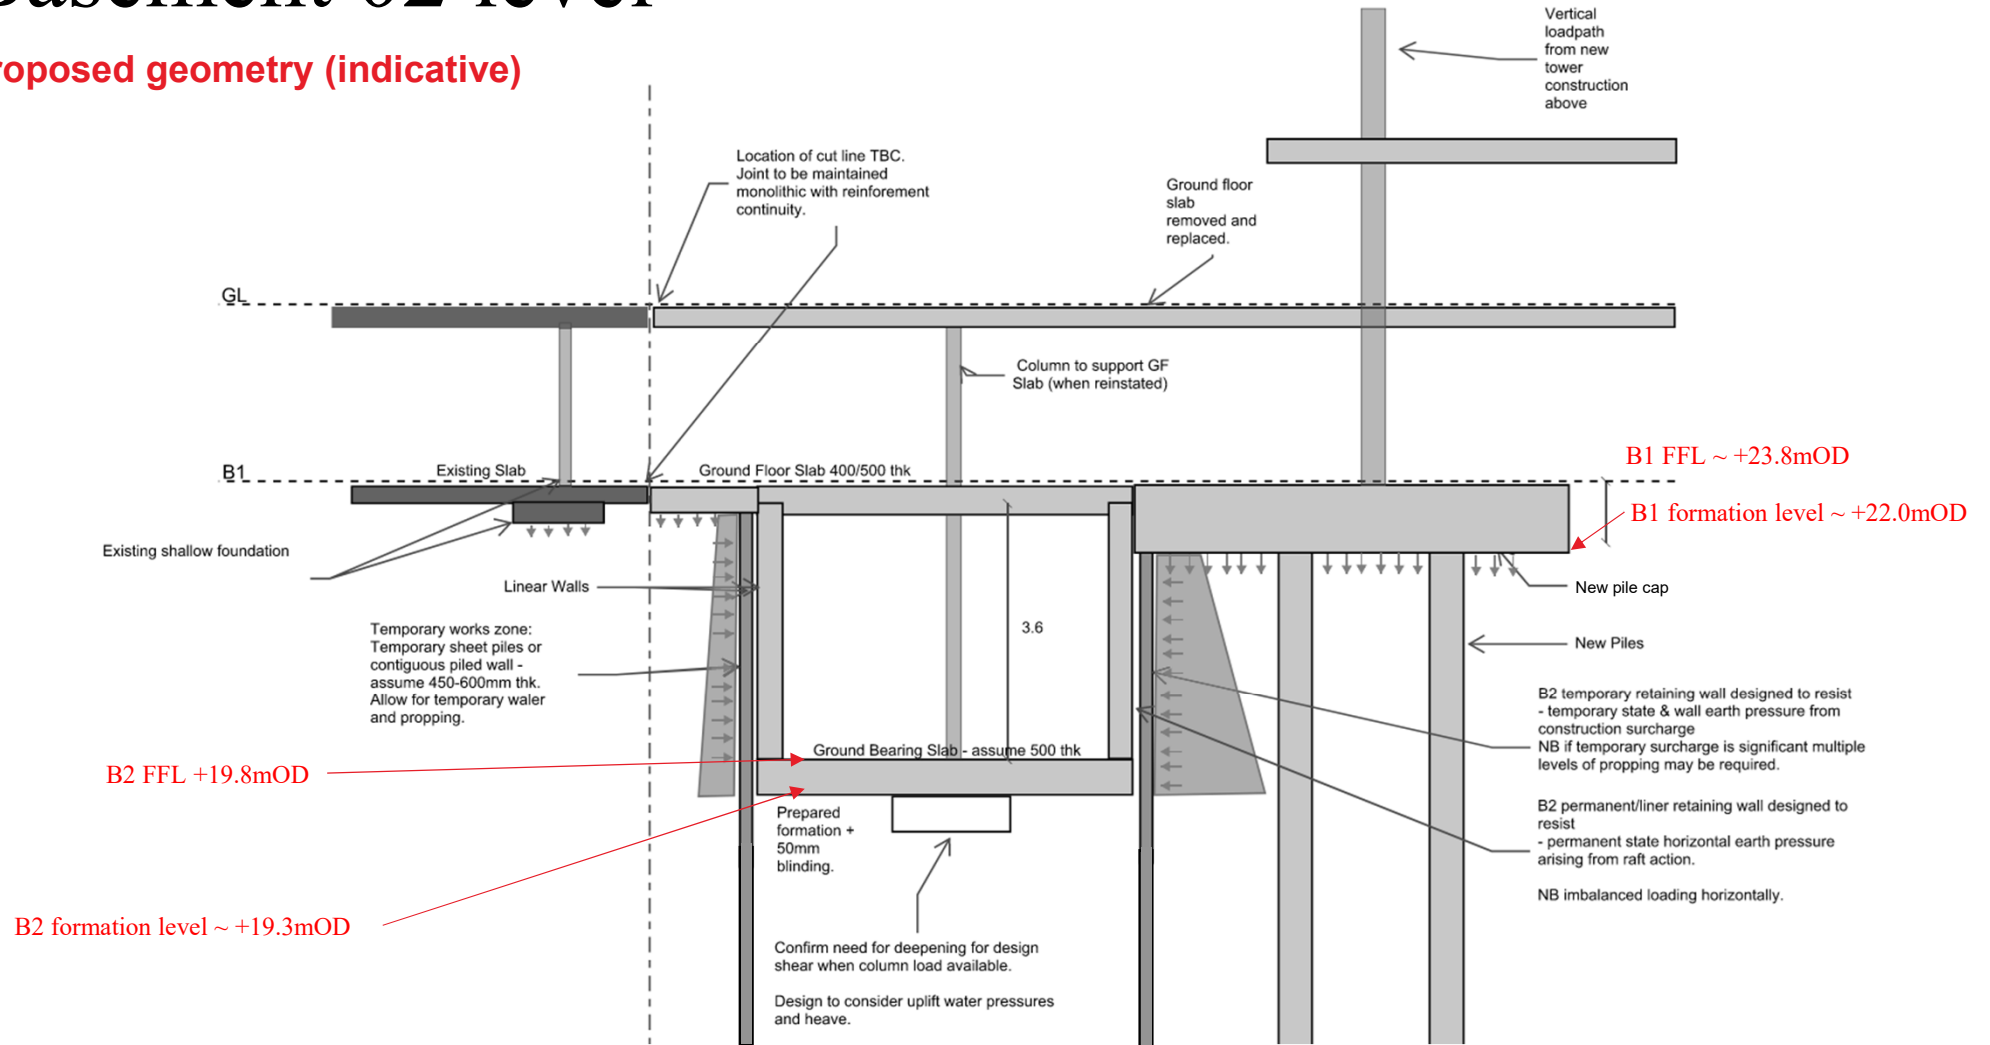 roposed geometry (indicative)
Vertical
loadpath
from new
tower
construction
above
Location of cut line TBC.
Joint to be maintained
monolithic with reinforement
continuity.
Ground floor
slab
removed and
replaced.
GL
Column to support GF
Slab (when reinstated)
B1
Existing Slab
Ground Floor Slab 400/500 thk
B1 FFL ~ +23.8mOD
B1 formation level ~ +22.0mOD
Existing shallow foundation
Linear Walls
New pile cap
3.6
Temporary works zone:
Temporary sheet piles or
contiguous piled wall -
assume 450-600mm thk.
Allow for temporary waler
and propping.
New Piles
B2 temporary retaining wall designed to resist
- temporary state & wall earth pressure from
construction surcharge
NB if temporary surcharge is significant multiple
levels of propping may be required.
Ground Bearing Slab - assume 500 thk
B2 FFL +19.8mOD
Prepared
formation +
50mm
blinding.
B2 permanent/liner retaining wall designed to
resist
- permanent state horizontal earth pressure
arising from raft action.
NB imbalanced loading horizontally.
B2 formation level ~ +19.3mOD
Confirm need for deepening for design
shear when column load available.
Design to consider uplift water pressures
and heave.